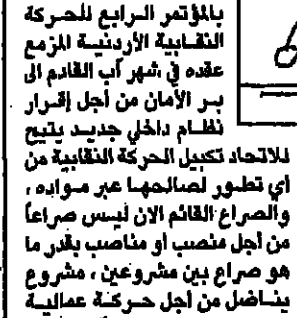 بالمؤتمر الرابع للحركة
النقابية الأردنية المزمع
عقده في شهر آب القادم الى
بر الأمان من أجل إقرار
نظام داخلي جديد يتيح
للاتحاد تكبيل الحركة النقابية من
أي تطور لصالحها عبر مواده ،
والصراع القائم الان ليس صراعاً
من أجل منصب أو مناصب بقدر ما
هو صراع بين مشروعين ، مشروع
يناضل من أجل حركة عمالية